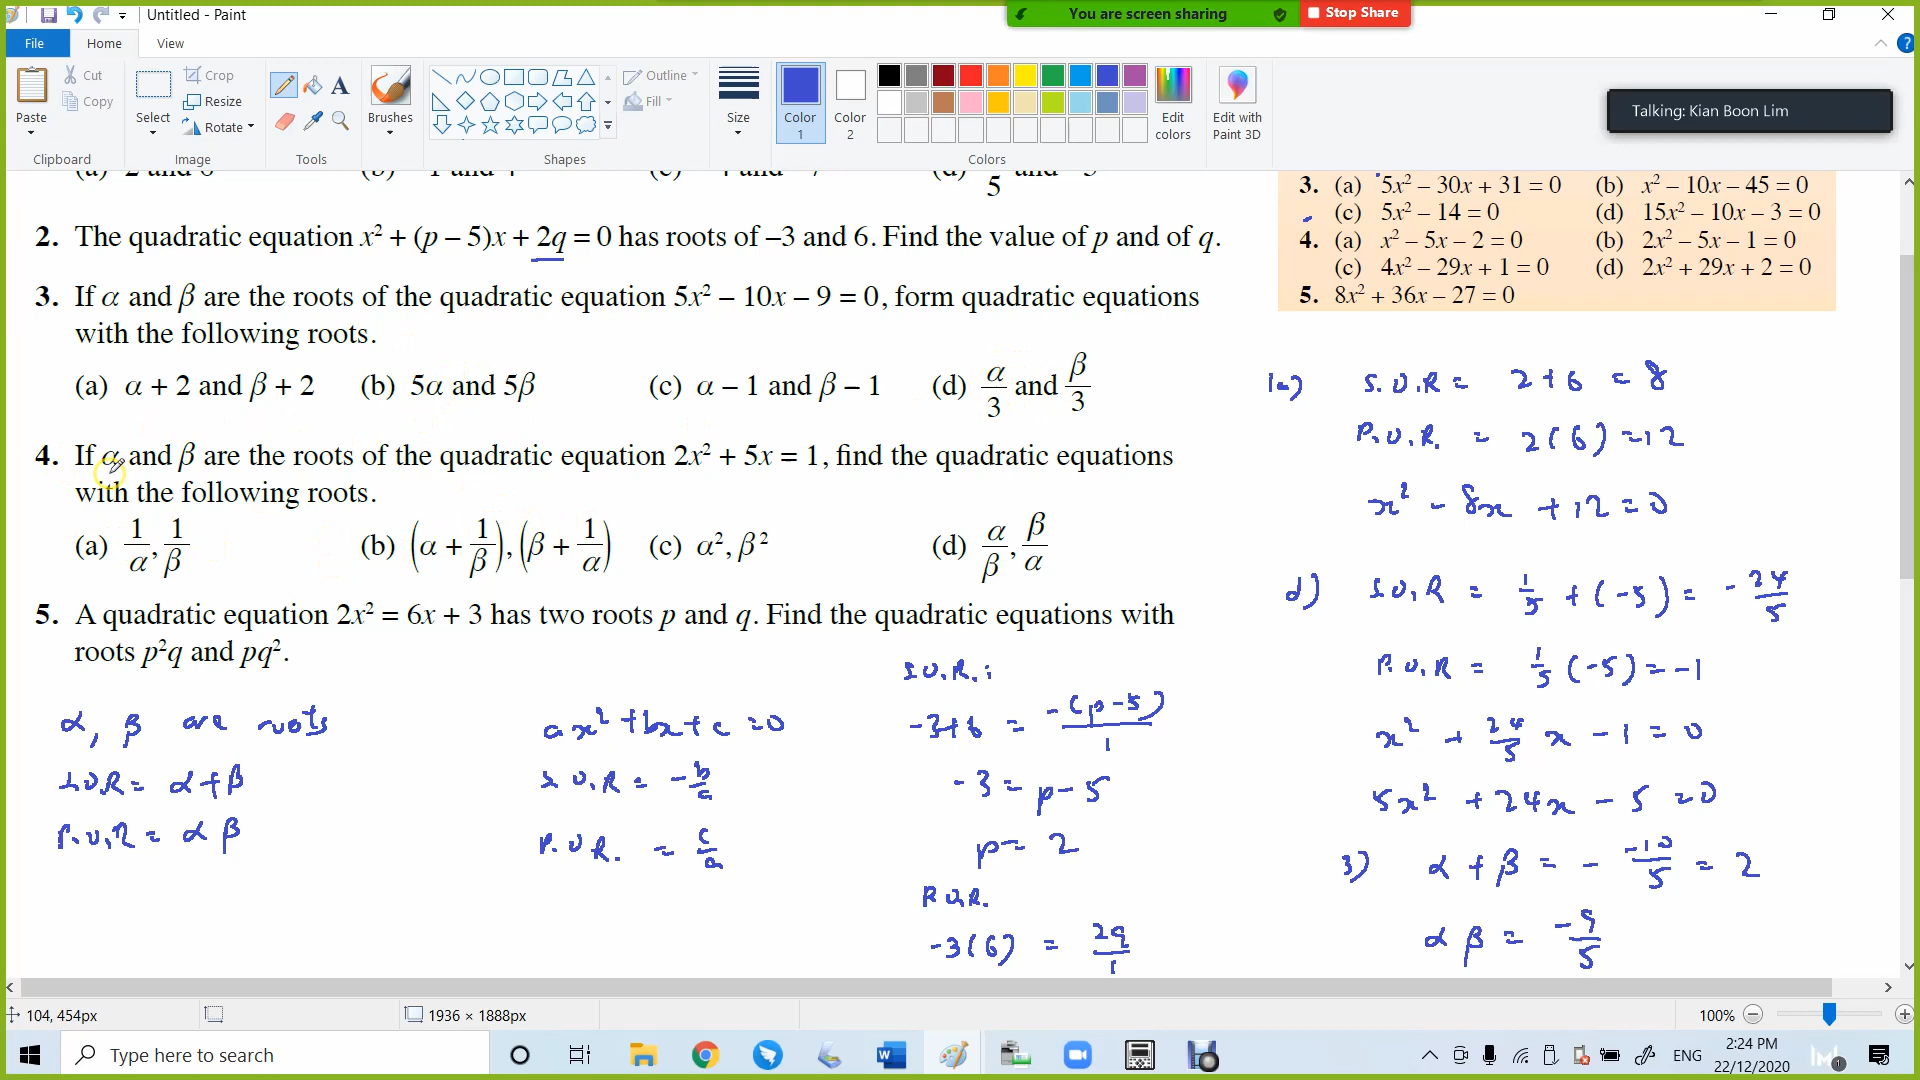 Untitled - Paint
You are screen sharing
Stop Share
File Home View
Paste
Cut
Copy
Clipboard
Select
Crop
Resize
Rotate
Image
Tools
Brushes
Outline
Fill
Shapes
Size
Color 1
Color 2
Edit colors
Edit with Paint 3D
Colors
Talking: Kian Boon Lim
2. The quadratic equation x² + (p – 5)x + 2q = 0 has roots of –3 and 6. Find the value of p and of q.
3. If α and β are the roots of the quadratic equation 5x² – 10x – 9 = 0, form quadratic equations
with the following roots.
(a) α + 2 and β + 2 (b) 5α and 5β (c) α – 1 and β – 1 (d) α/3 and β/3
4. If α and β are the roots of the quadratic equation 2x² + 5x = 1, find the quadratic equations
with the following roots.
(a) 1/α, 1/β (b) (α + 1/β), (β + 1/α) (c) α², β² (d) α/β, β/α
5. A quadratic equation 2x² = 6x + 3 has two roots p and q. Find the quadratic equations with
roots p²q and pq².
3. (a) 5x² – 30x + 31 = 0 (b) x² – 10x – 45 = 0
(c) 5x² – 14 = 0 (d) 15x² – 10x – 3 = 0
4. (a) x² – 5x – 2 = 0 (b) 2x² – 5x – 1 = 0
(c) 4x² – 29x + 1 = 0 (d) 2x² + 29x + 2 = 0
5. 8x² + 36x – 27 = 0
α, β are roots
S.O.R = α + β
P.O.R = α β
ax² + bx + c = 0
S.O.R = -b/a
P.O.R. = c/a
S.O.R. :
-3+6 = -(p-5)/1
-3 = p - 5
p = 2
P.O.R.
-3(6) = 2q/1
1a) S.O.R = 2+6 = 8
P.O.R. = 2(6) = 12
x² - 8x + 12 = 0
d) S.O.R = 1/5 + (-5) = -24/5
P.O.R = 1/5 (-5) = -1
x² + 24/5 x - 1 = 0
5x² + 24x - 5 = 0
3) α + β = - -10/5 = 2
α β = -9/5
104, 454px
1936 × 1888px
100%
Type here to search
ENG
2:24 PM
22/12/2020